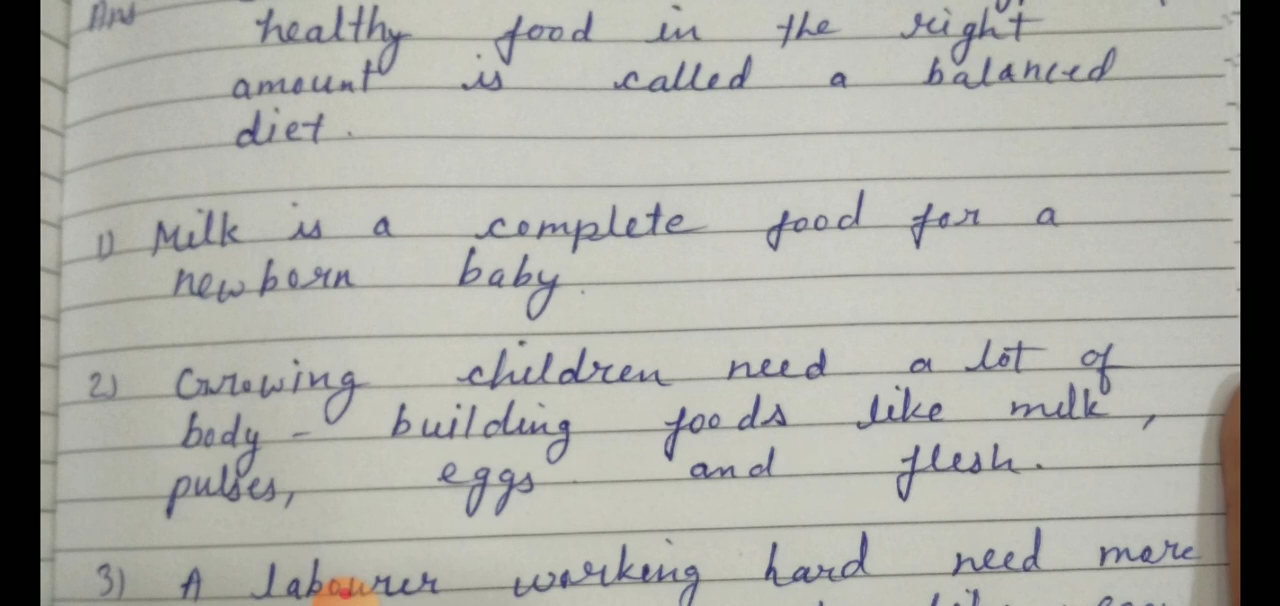 Ans healthy food in the right
amount is called a balanced
diet.
1) Milk is a complete food for a
newborn baby.
2) Growing children need a lot of
body - building foods like milk,
pulses, eggs and flesh.
3) A labourer working hard need more